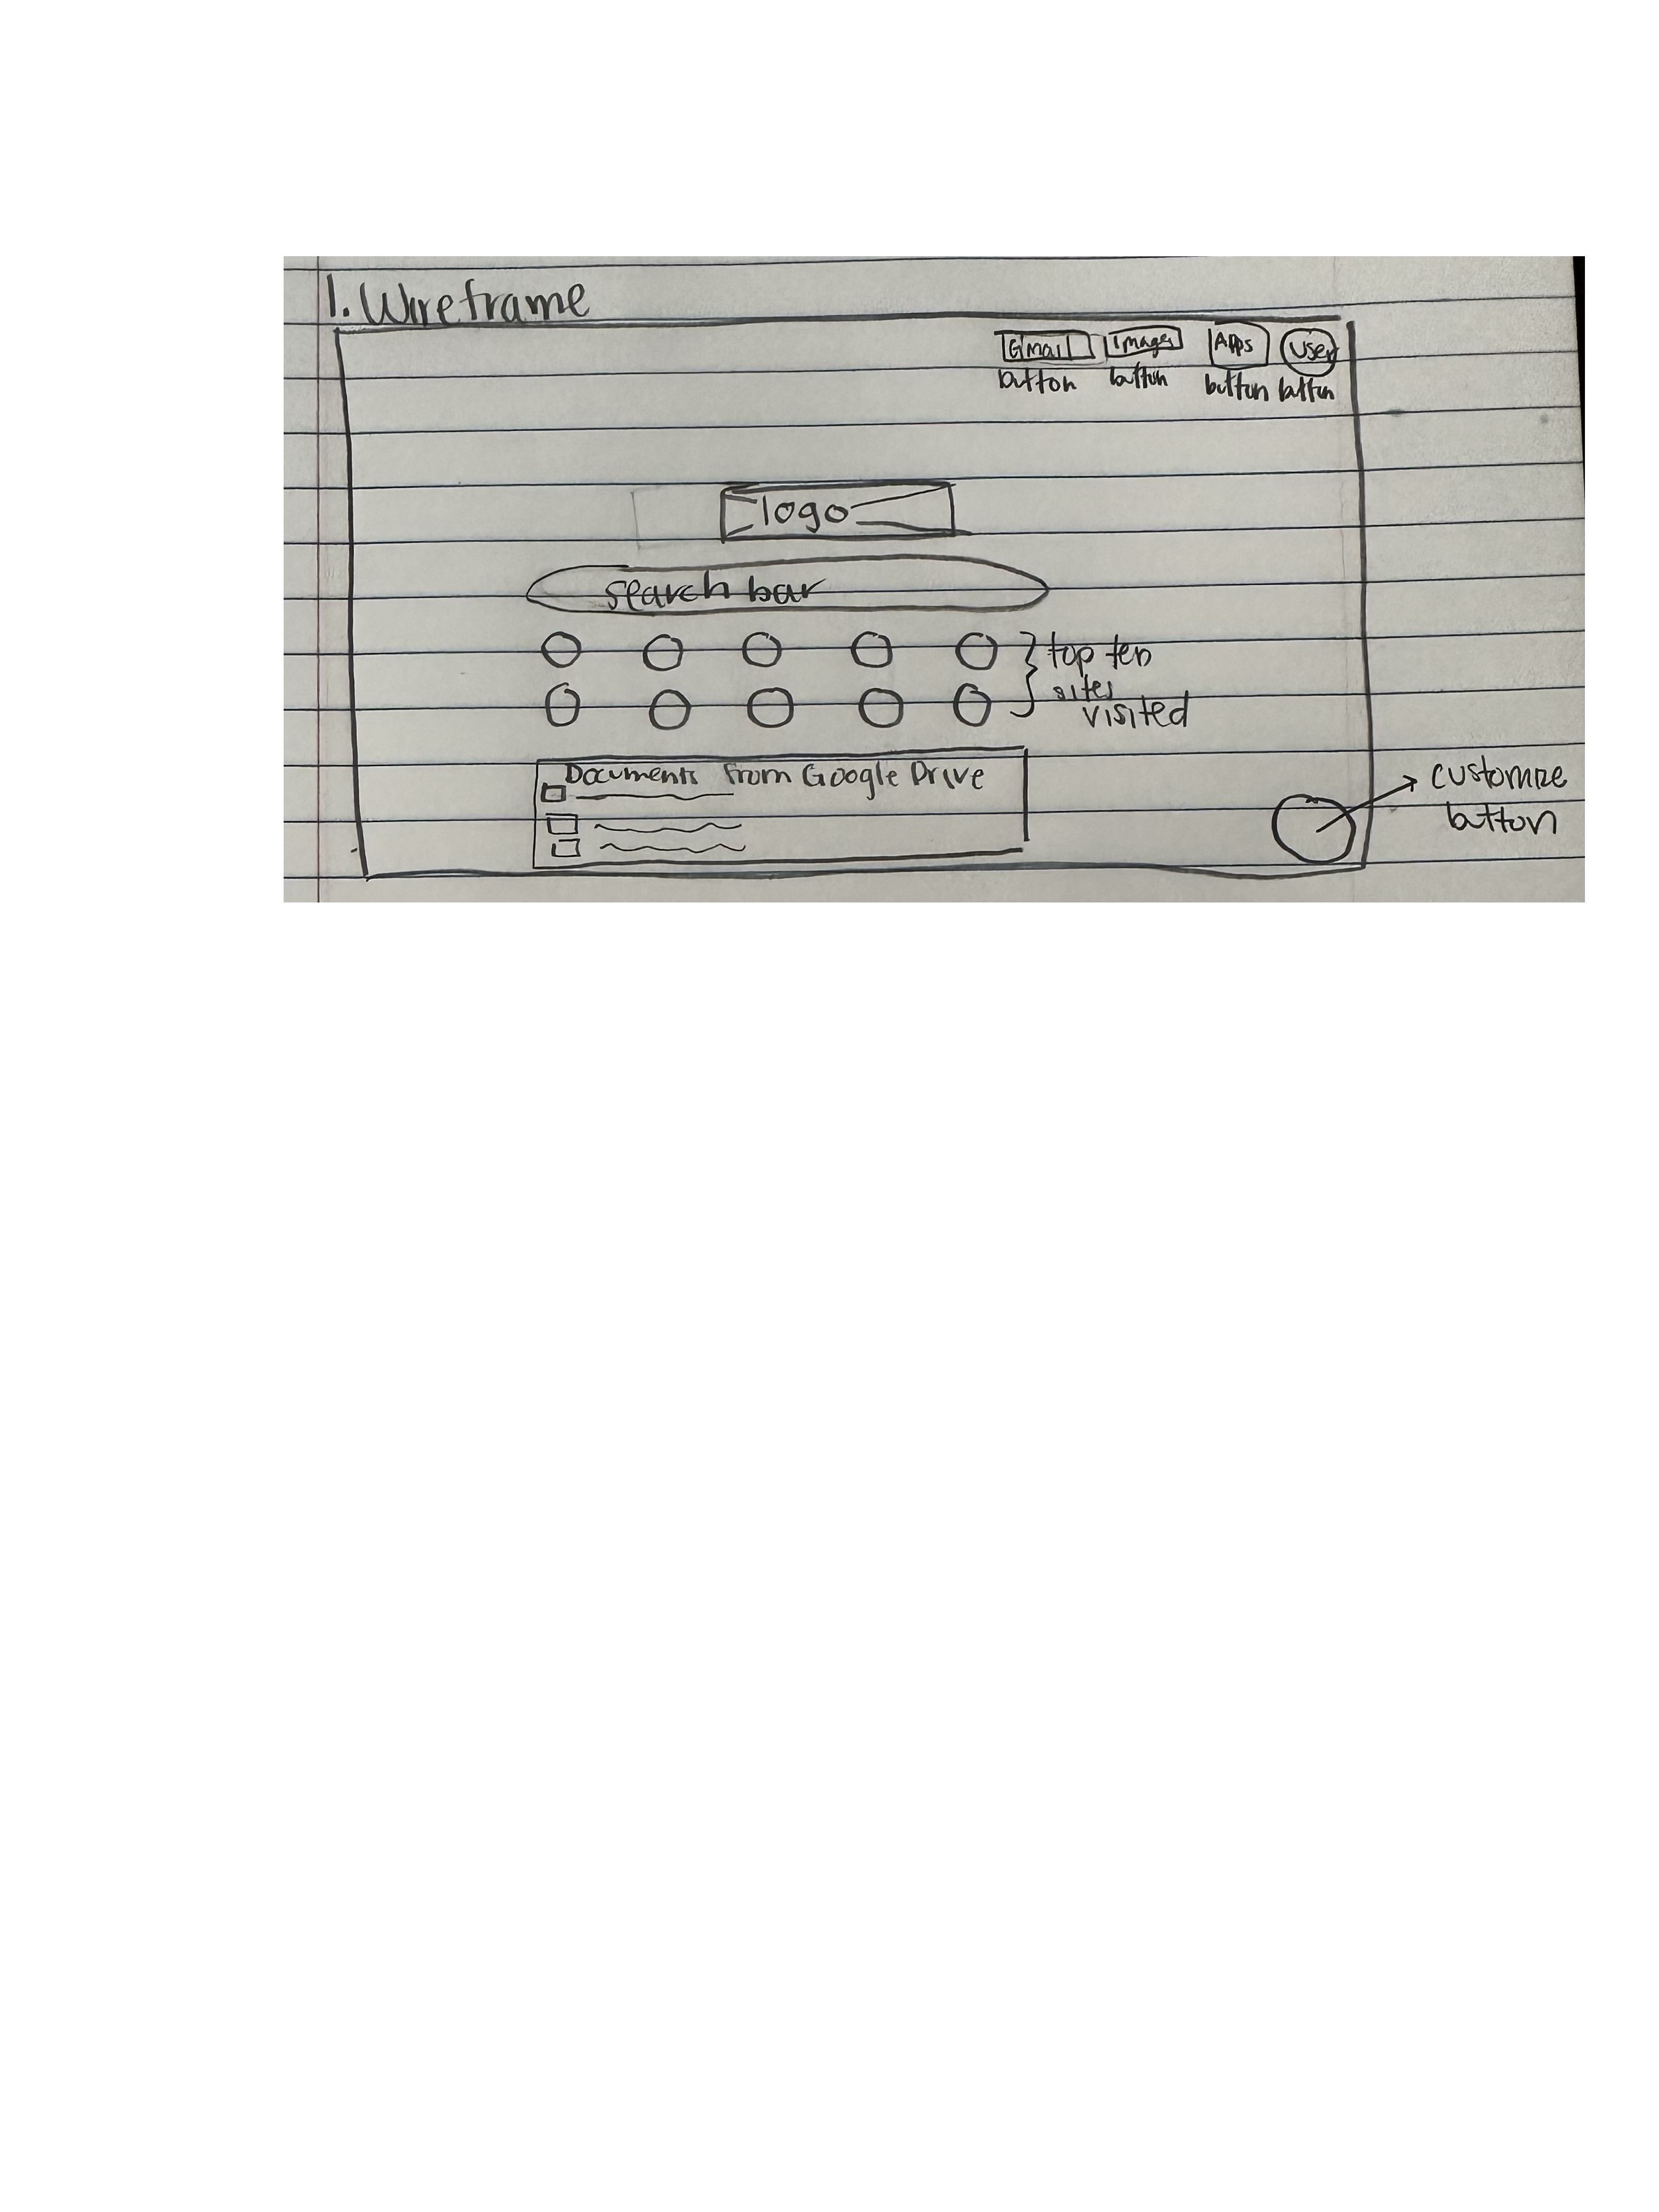 1. Wireframe
Gmail Images Apps User
button button button button
logo
search bar
top ten
sites
visited
Documents from Google Drive
customize
button